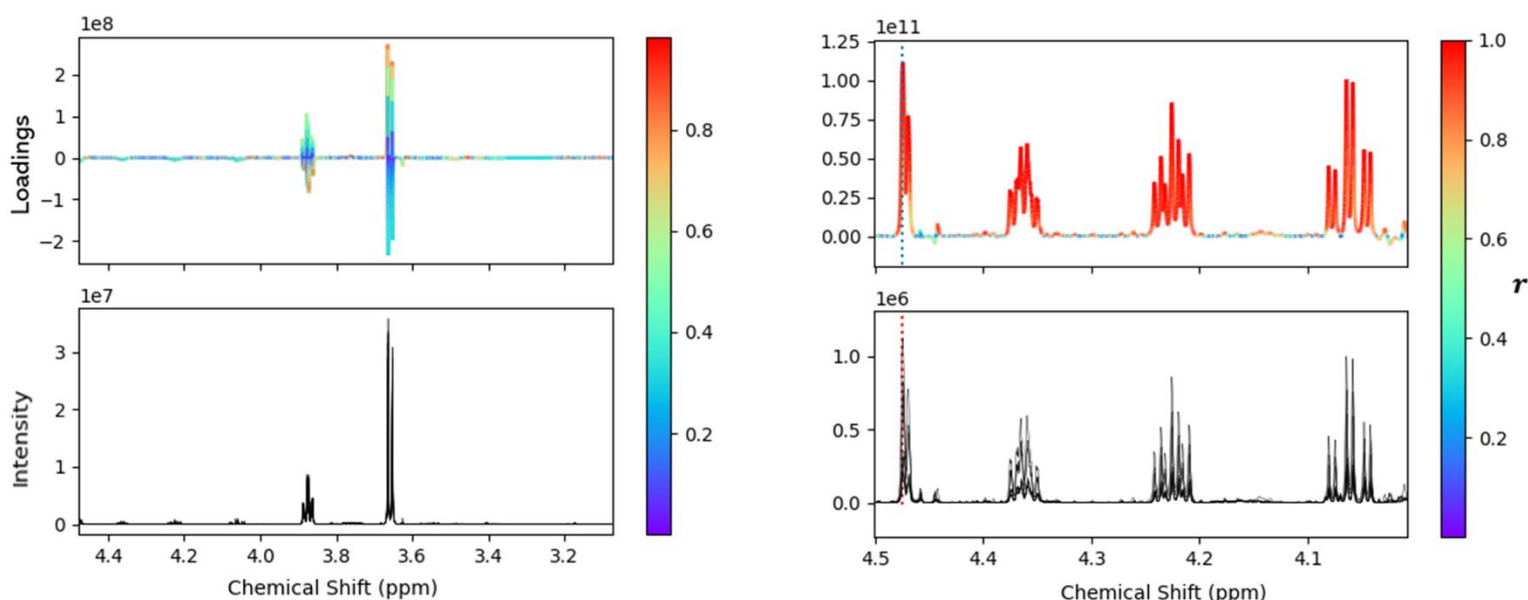 1e8
2
1
0
−1
−2
Loadings
0.8
0.6
0.4
0.2
1e7
3
2
1
0
Intensity
4.4 4.2 4.0 3.8 3.6 3.4 3.2
Chemical Shift (ppm)
1e11
1.25
1.00
0.75
0.50
0.25
0.00
1.0
0.8
0.6
0.4
0.2
r
1e6
1.0
0.5
0.0
4.5 4.4 4.3 4.2 4.1
Chemical Shift (ppm)